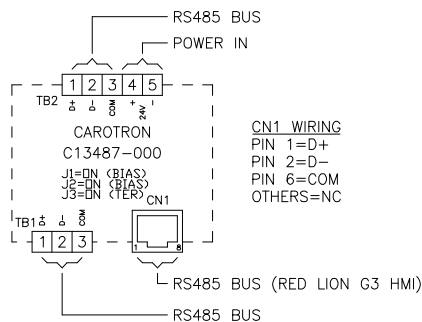 RS485 BUS
POWER IN
1 2 3 4 5
TB2 D+ D- COM + 24V -
CAROTRON
C13487-000
J1=ON (BIAS)
J2=ON (BIAS)
J3=ON (TER)
CN1 WIRING
PIN 1=D+
PIN 2=D-
PIN 6=COM
OTHERS=NC
TB1 D+ D- COM
CN1
1 2 3
1 8
RS485 BUS (RED LION G3 HMI)
RS485 BUS